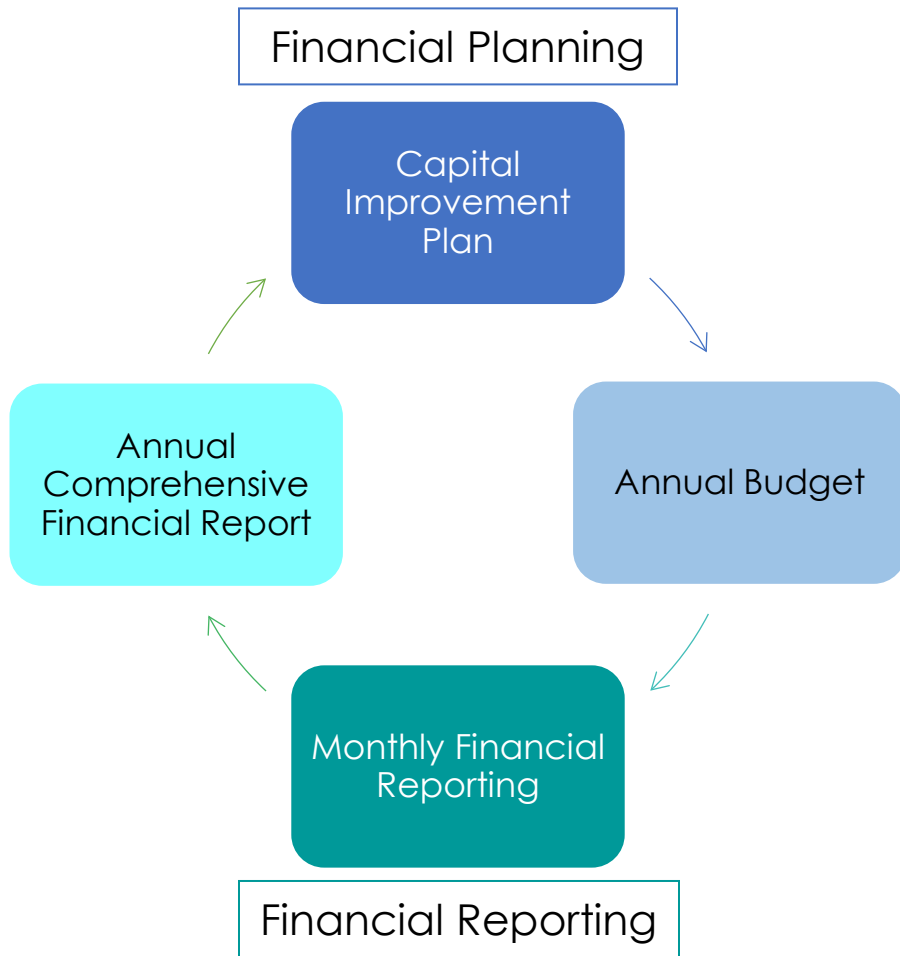 Financial Planning
Capital
Improvement
Plan
Annual
Comprehensive
Financial Report
Annual Budget
Monthly Financial
Reporting
Financial Reporting